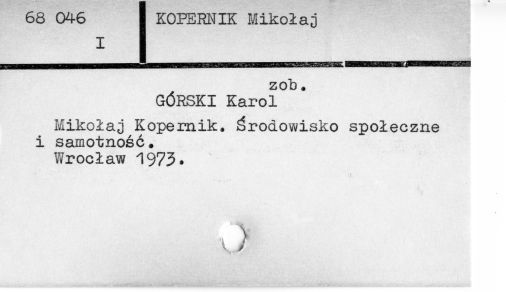 68 046
I
KOPERNIK Mikołaj
zob.
GÓRSKI Karol
Mikołaj Kopernik. Środowisko społeczne
i samotność.
Wrocław 1973.